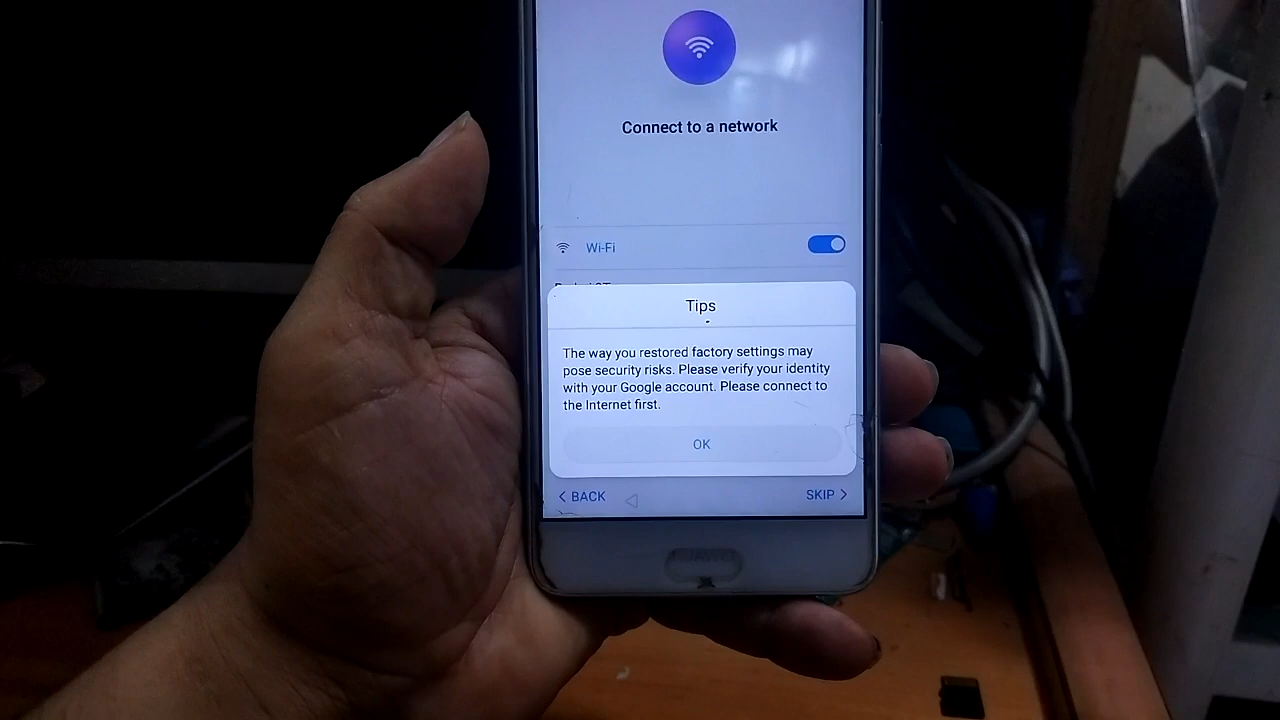 Connect to a network
Wi-Fi
Tips
The way you restored factory settings may
pose security risks. Please verify your identity
with your Google account. Please connect to
the Internet first.
OK
BACK
SKIP
HUAWEI